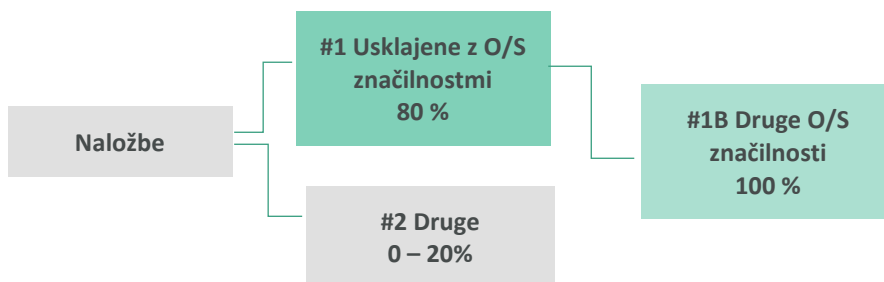 Naložbe
#1 Usklajene z O/S
značilnostmi
80 %
#2 Druge
0 – 20%
#1B Druge O/S
značilnosti
100 %